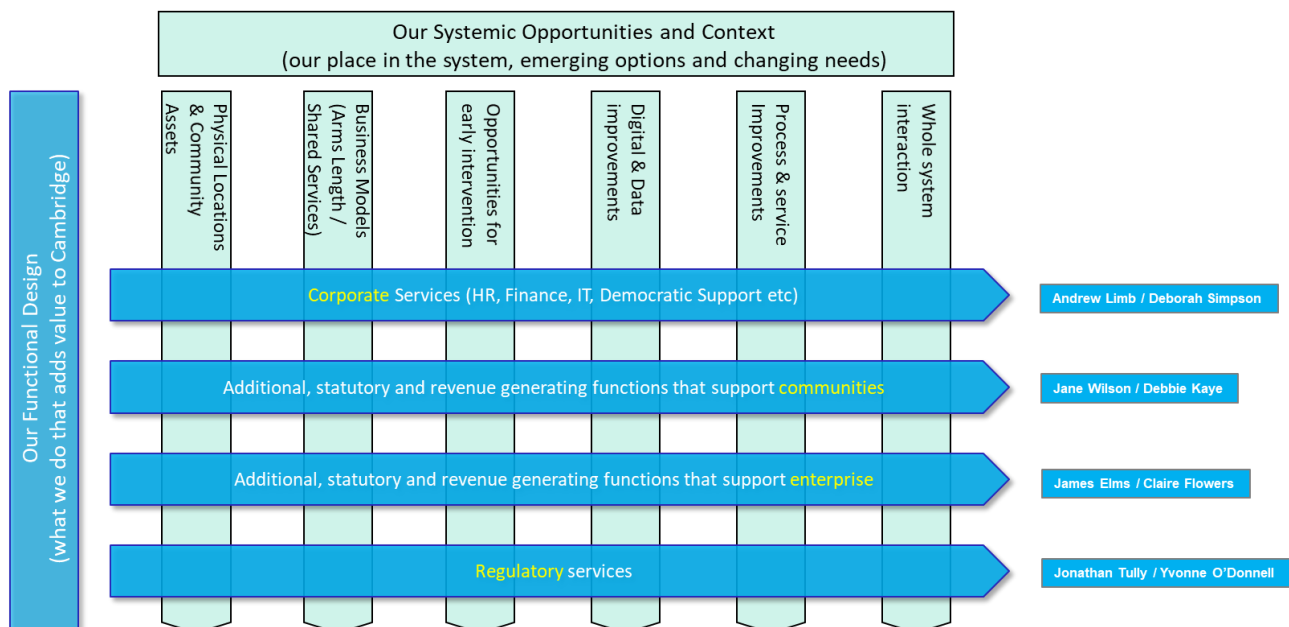 Our Systemic Opportunities and Context
(our place in the system, emerging options and changing needs)
Our Functional Design
(what we do that adds value to Cambridge)
Physical Locations
& Community
Assets
Business Models
(Arms Length /
Shared Services)
Opportunities for
early intervention
Digital & Data
improvements
Process & service
Improvements
Whole system
interaction
Corporate Services (HR, Finance, IT, Democratic Support etc)
Andrew Limb / Deborah Simpson
Additional, statutory and revenue generating functions that support communities
Jane Wilson / Debbie Kaye
Additional, statutory and revenue generating functions that support enterprise
James Elms / Claire Flowers
Regulatory services
Jonathan Tully / Yvonne O'Donnell